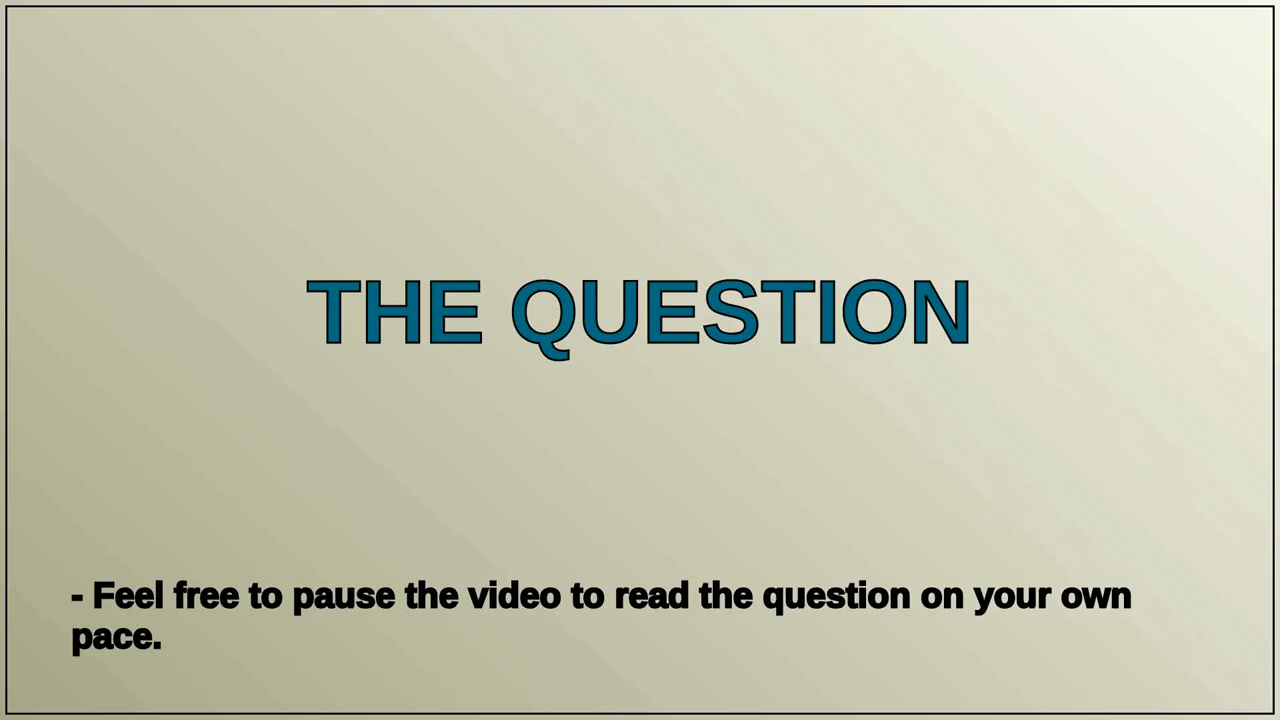 THE QUESTION
- Feel free to pause the video to read the question on your own
pace.